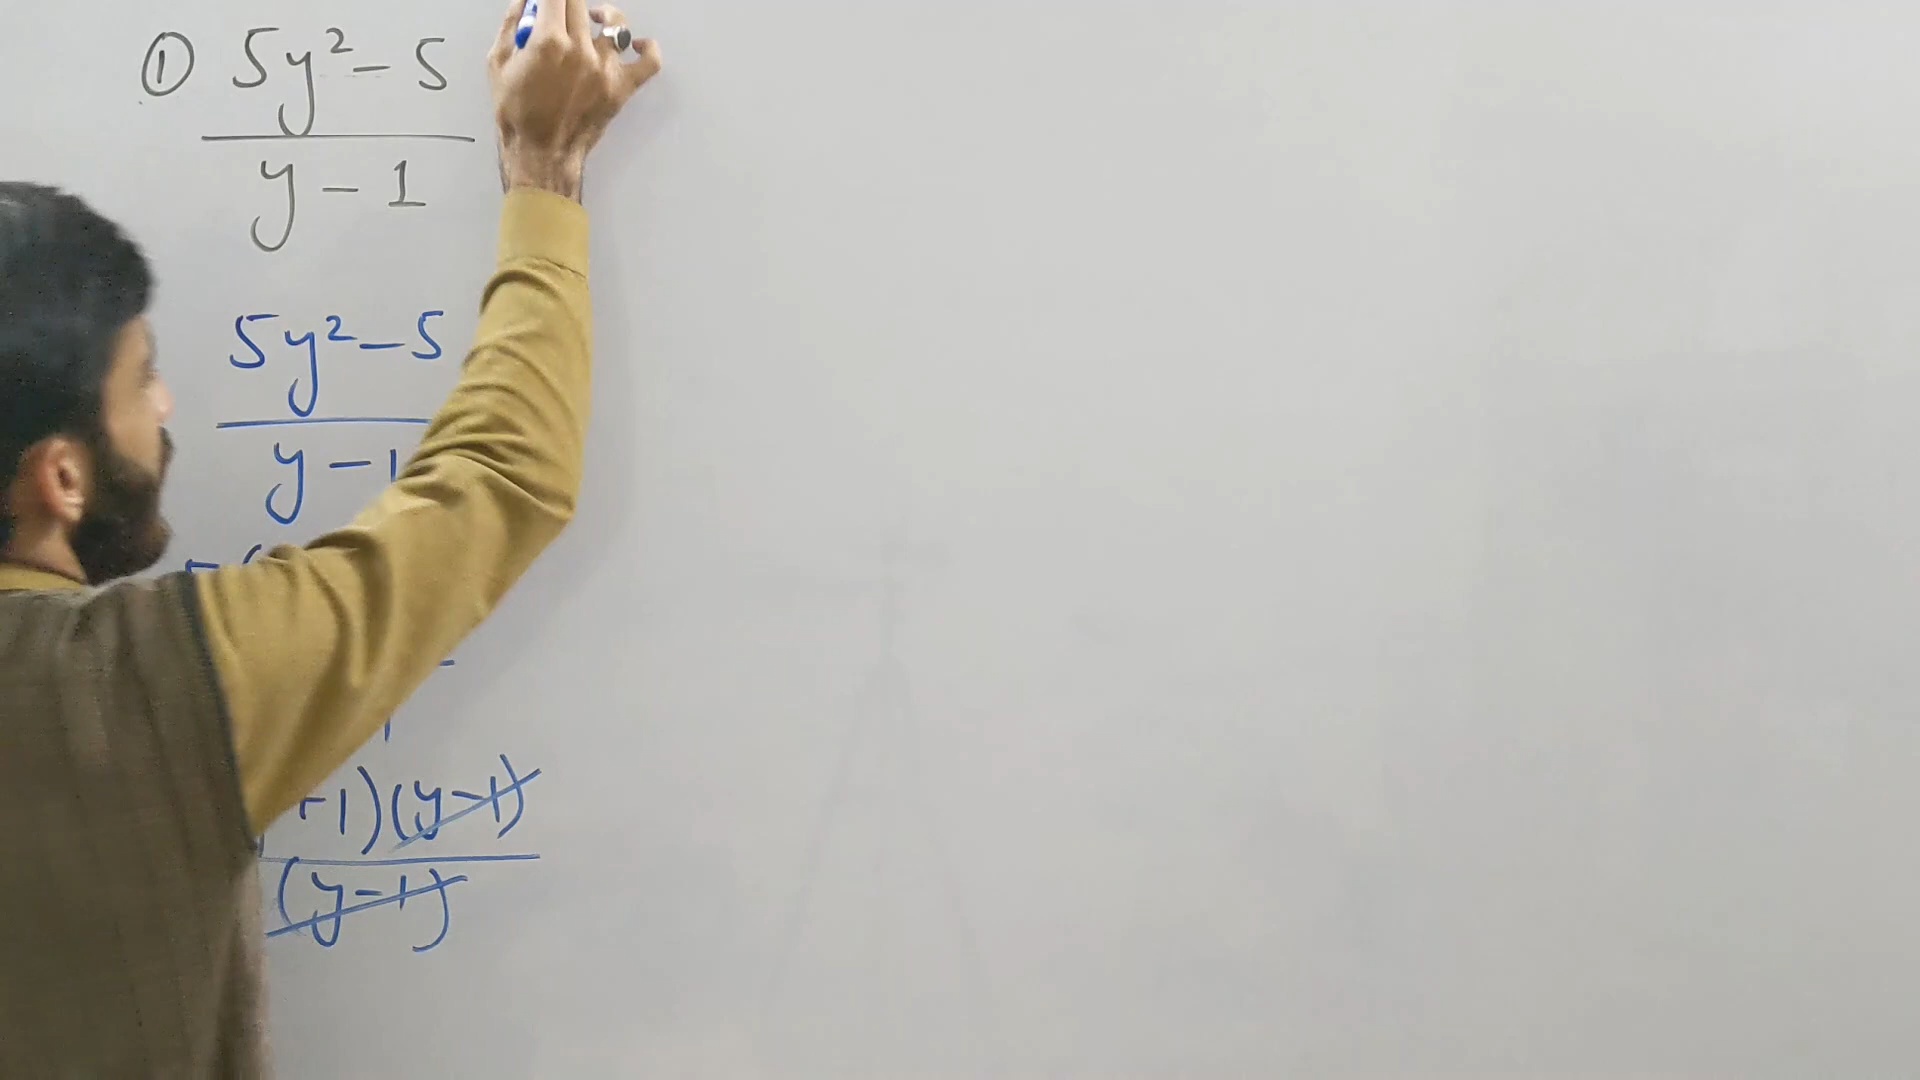 ① 5y² - 5
y - 1
5y² - 5
y - 1
+1)(y-1)
(y-1)